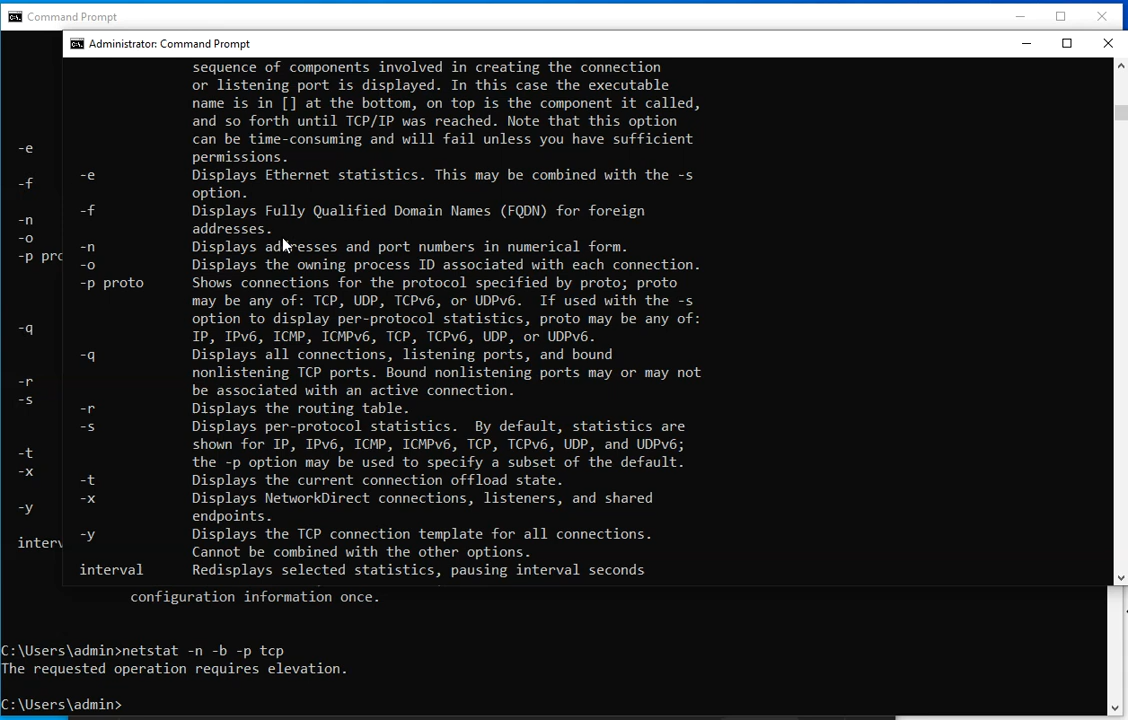 Command Prompt
Administrator: Command Prompt
sequence of components involved in creating the connection
or listening port is displayed. In this case the executable
name is in [] at the bottom, on top is the component it called,
and so forth until TCP/IP was reached. Note that this option
can be time-consuming and will fail unless you have sufficient
permissions.
-e Displays Ethernet statistics. This may be combined with the -s
option.
-f Displays Fully Qualified Domain Names (FQDN) for foreign
addresses.
-n Displays addresses and port numbers in numerical form.
-o Displays the owning process ID associated with each connection.
-p proto Shows connections for the protocol specified by proto; proto
may be any of: TCP, UDP, TCPv6, or UDPv6. If used with the -s
option to display per-protocol statistics, proto may be any of:
IP, IPv6, ICMP, ICMPv6, TCP, TCPv6, UDP, or UDPv6.
-q Displays all connections, listening ports, and bound
nonlistening TCP ports. Bound nonlistening ports may or may not
be associated with an active connection.
-r Displays the routing table.
-s Displays per-protocol statistics. By default, statistics are
shown for IP, IPv6, ICMP, ICMPv6, TCP, TCPv6, UDP, and UDPv6;
the -p option may be used to specify a subset of the default.
-t Displays the current connection offload state.
-x Displays NetworkDirect connections, listeners, and shared
endpoints.
-y Displays the TCP connection template for all connections.
Cannot be combined with the other options.
interval Redisplays selected statistics, pausing interval seconds
-e
-f
-n
-o
-p pro
-q
-r
-s
-t
-x
-y
interv
configuration information once.
C:\Users\admin>netstat -n -b -p tcp
The requested operation requires elevation.
C:\Users\admin>